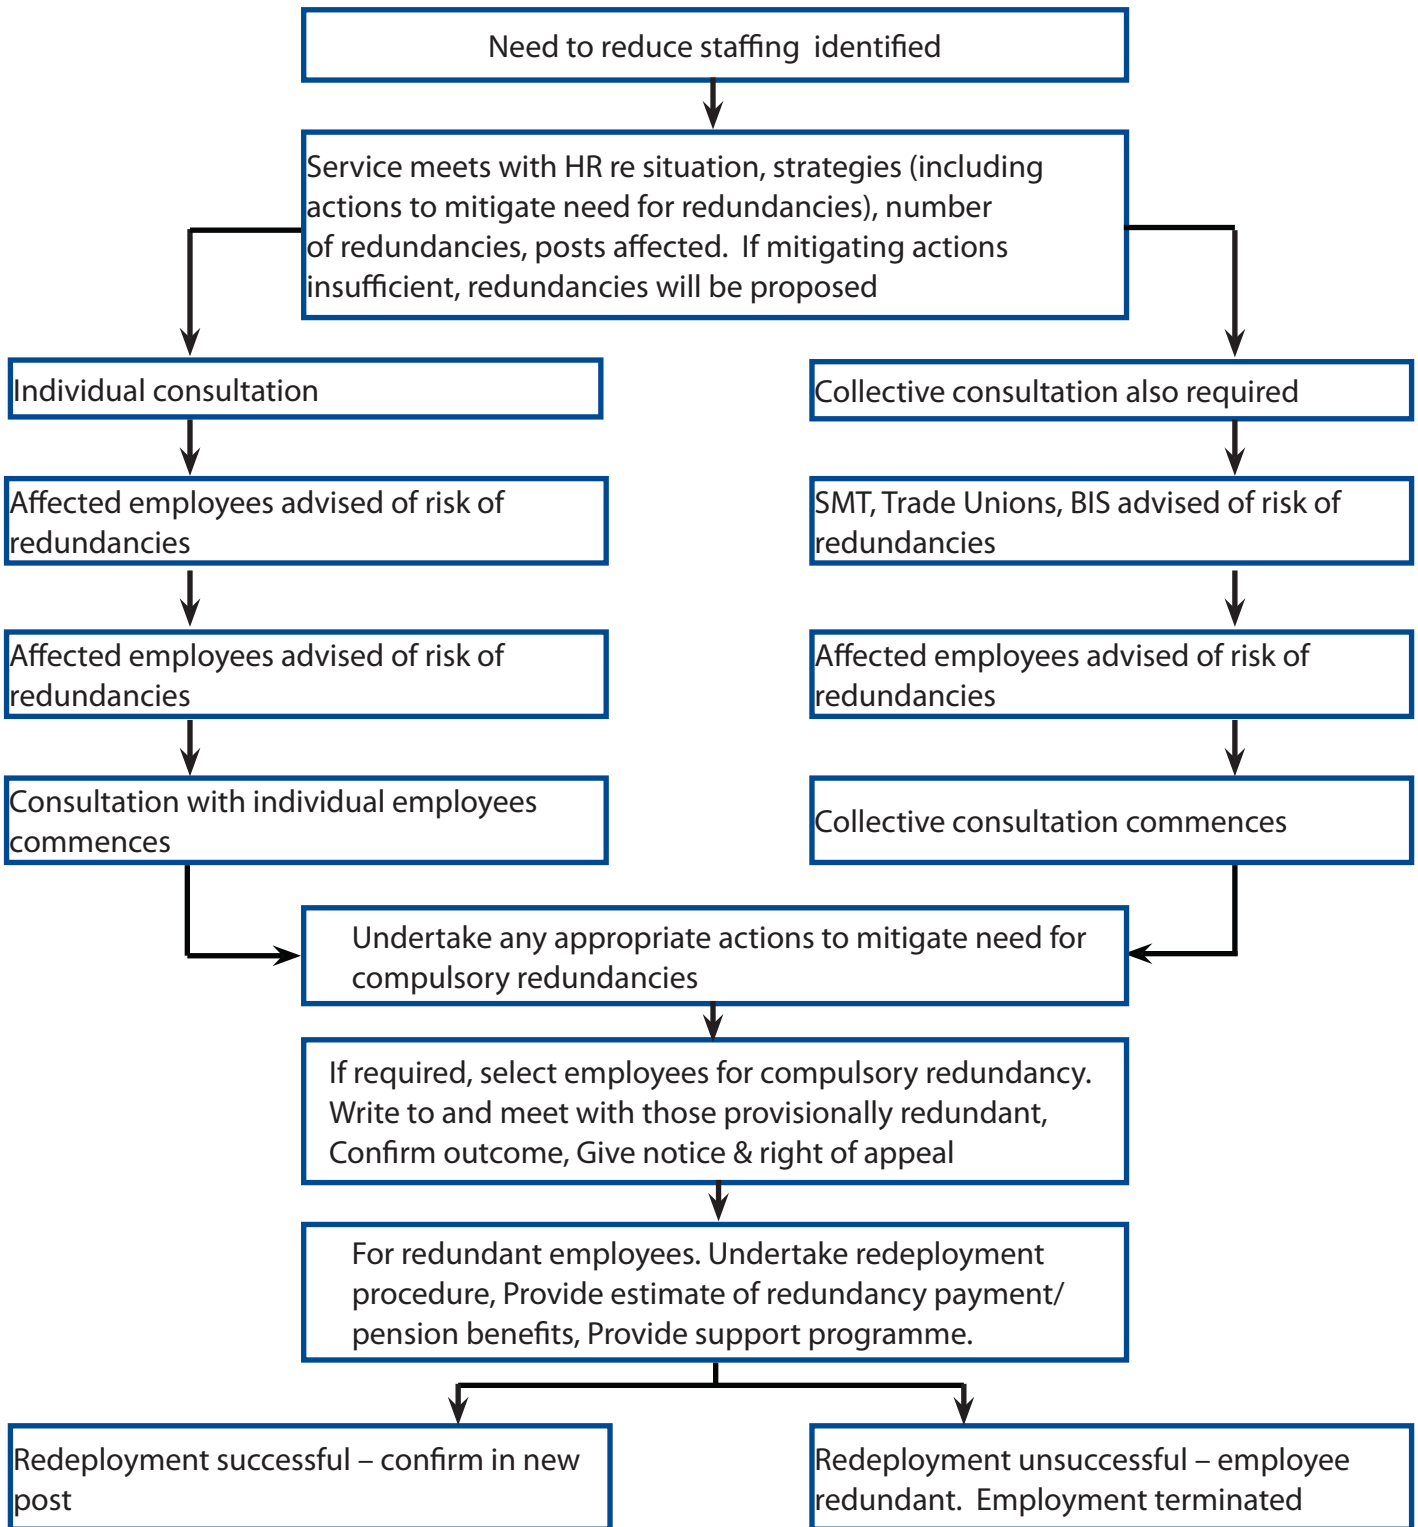 Need to reduce staffing identified
Service meets with HR re situation, strategies (including
actions to mitigate need for redundancies), number
of redundancies, posts affected. If mitigating actions
insufficient, redundancies will be proposed
Individual consultation
Collective consultation also required
Affected employees advised of risk of
redundancies
SMT, Trade Unions, BIS advised of risk of
redundancies
Affected employees advised of risk of
redundancies
Affected employees advised of risk of
redundancies
Consultation with individual employees
commences
Collective consultation commences
Undertake any appropriate actions to mitigate need for
compulsory redundancies
If required, select employees for compulsory redundancy.
Write to and meet with those provisionally redundant,
Confirm outcome, Give notice & right of appeal
For redundant employees. Undertake redeployment
procedure, Provide estimate of redundancy payment/
pension benefits, Provide support programme.
Redeployment successful – confirm in new
post
Redeployment unsuccessful – employee
redundant. Employment terminated